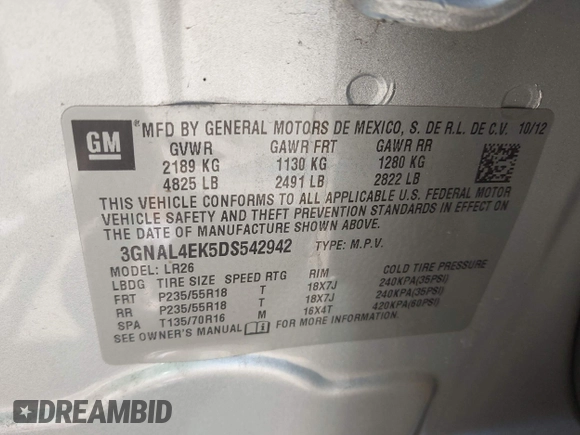 GM
® MFD BY GENERAL MOTORS DE MEXICO, S. DE R.L. DE C.V. 10/12
GVWR GAWR FRT GAWR RR
2189 KG 1130 KG 1280 KG
4825 LB 2491 LB 2822 LB
THIS VEHICLE CONFORMS TO ALL APPLICABLE U.S. FEDERAL MOTOR
VEHICLE SAFETY AND THEFT PREVENTION STANDARDS IN EFFECT ON
THE DATE OF MANUFACTURE SHOWN ABOVE.
3GNAL4EK5DS542942 TYPE: M.P.V.
MODEL: LR26
LBDG TIRE SIZE SPEED RTG RIM COLD TIRE PRESSURE
FRT P235/55R18 T 18X7J 240KPA(35PSI)
RR P235/55R18 T 18X7J 240KPA(35PSI)
SPA T135/70R16 M 16X4T 420KPA(60PSI)
SEE OWNER'S MANUAL FOR MORE INFORMATION.
DREAMBID